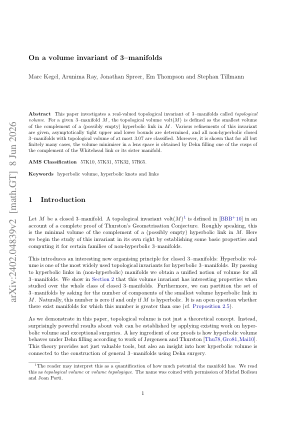 On a volume invariant of 3–manifolds
Marc Kegel, Arunima Ray, Jonathan Spreer, Em Thompson and Stephan Tillmann
Abstract This paper investigates a real-valued topological invariant of 3–manifolds called topological
volume. For a given 3–manifold M, the topological volume vol(M) is defined as the smallest volume
of the complement of a (possibly empty) hyperbolic link in M. Various refinements of this invariant
are given, asymptotically tight upper and lower bounds are determined, and all non-hyperbolic closed
3–manifolds with topological volume of at most 3.07 are classified. Moreover, it is shown that for all but
finitely many cases, the volume minimiser in a lens space is obtained by Dehn filling one of the cusps of
the complement of the Whitehead link or its sister manifold.
AMS Classification 57K10, 57K31, 57K32, 57R65
Keywords hyperbolic volume, hyperbolic knots and links
1 Introduction
Let M be a closed 3–manifold. A topological invariant vol(M)1 is defined in [BBB+10] in an
account of a complete proof of Thurston's Geometrisation Conjecture. Roughly speaking, this
is the minimal volume of the complement of a (possibly empty) hyperbolic link in M. Here
we begin the study of this invariant in its own right by establishing some basic properties and
computing it for certain families of non-hyperbolic 3–manifolds.
This introduces an interesting new organising principle for closed 3–manifolds: Hyperbolic vol-
ume is one of the most widely used topological invariants for hyperbolic 3–manifolds. By passing
to hyperbolic links in (non-hyperbolic) manifolds we obtain a unified notion of volume for all
3–manifolds. We show in Section 2 that this volume invariant has interesting properties when
studied over the whole class of closed 3–manifolds. Furthermore, we can partition the set of
3–manifolds by asking for the number of components of the smallest volume hyperbolic link in
M. Naturally, this number is zero if and only if M is hyperbolic. It is an open question whether
there exist manifolds for which this number is greater than one (cf. Proposition 2.5).
As we demonstrate in this paper, topological volume is not just a theoretical concept. Instead,
surprisingly powerful results about volt can be established by applying existing work on hyper-
bolic volume and exceptional surgeries. A key ingredient of our proofs is how hyperbolic volume
behaves under Dehn filling according to work of Jørgensen and Thurston [Thu78, Gro81, Mai10].
This theory provides not just valuable tools, but also an insight into how hyperbolic volume is
connected to the construction of general 3–manifolds using Dehn surgery.
1The reader may interpret this as a quantification of how much potential the manifold has. We read
this as topological volume or volume topologique. The name was coined with permission of Michel Boileau
and Joan Porti.
1
arXiv:2402.04839v2 [math.GT] 8 Jun 2026